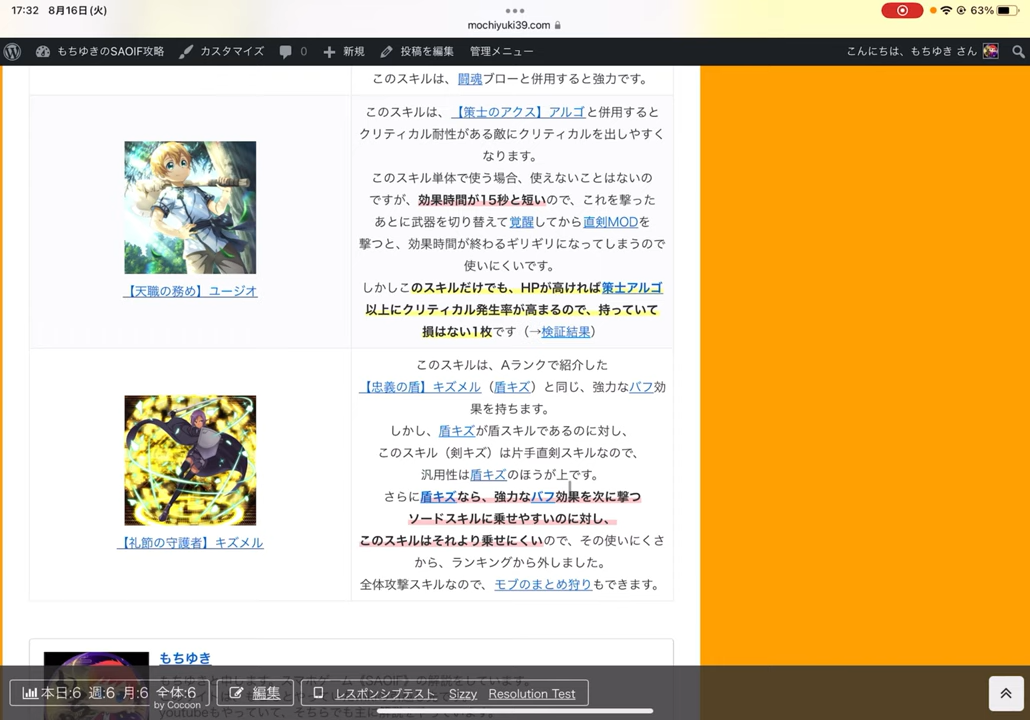 17:32 8月16日(火)
63%
mochiyuki39.com
もちゆきのSAOIF攻略 カスタマイズ 0 新規 投稿を編集 管理メニュー こんにちは、もちゆき さん
このスキルは、闘魂ブローと併用すると強力です。
このスキルは、【策士のアクス】アルゴと併用すると
クリティカル耐性がある敵にクリティカルを出しやすく
なります。
このスキル単体で使う場合、使えないことはないの
ですが、効果時間が15秒と短いので、これを撃った
あとに武器を切り替えて覚醒してから直剣MODを
撃つと、効果時間が終わるギリギリになってしまうので
使いにくいです。
しかしこのスキルだけでも、HPが高ければ策士アルゴ
以上にクリティカル発生率が高まるので、持っていて
損はない1枚です（→検証結果）
【天職の務め】ユージオ
このスキルは、Aランクで紹介した
【忠義の盾】キズメル（盾キズ）と同じ、強力なバフ効
果を持ちます。
しかし、盾キズが盾スキルであるのに対し、
このスキル（剣キズ）は片手直剣スキルなので、
汎用性は盾キズのほうが上です。
さらに盾キズなら、強力なバフ効果を次に撃つ
ソードスキルに乗せやすいのに対し、
このスキルはそれより乗せにくいので、その使いにくさ
から、ランキングから外しました。
全体攻撃スキルなので、モブのまとめ狩りもできます。
【礼節の守護者】キズメル
もちゆき
本日:6 週:6 月:6 全体:6
by Cocoon
編集
レスポンシブテスト Sizzy Resolution Test